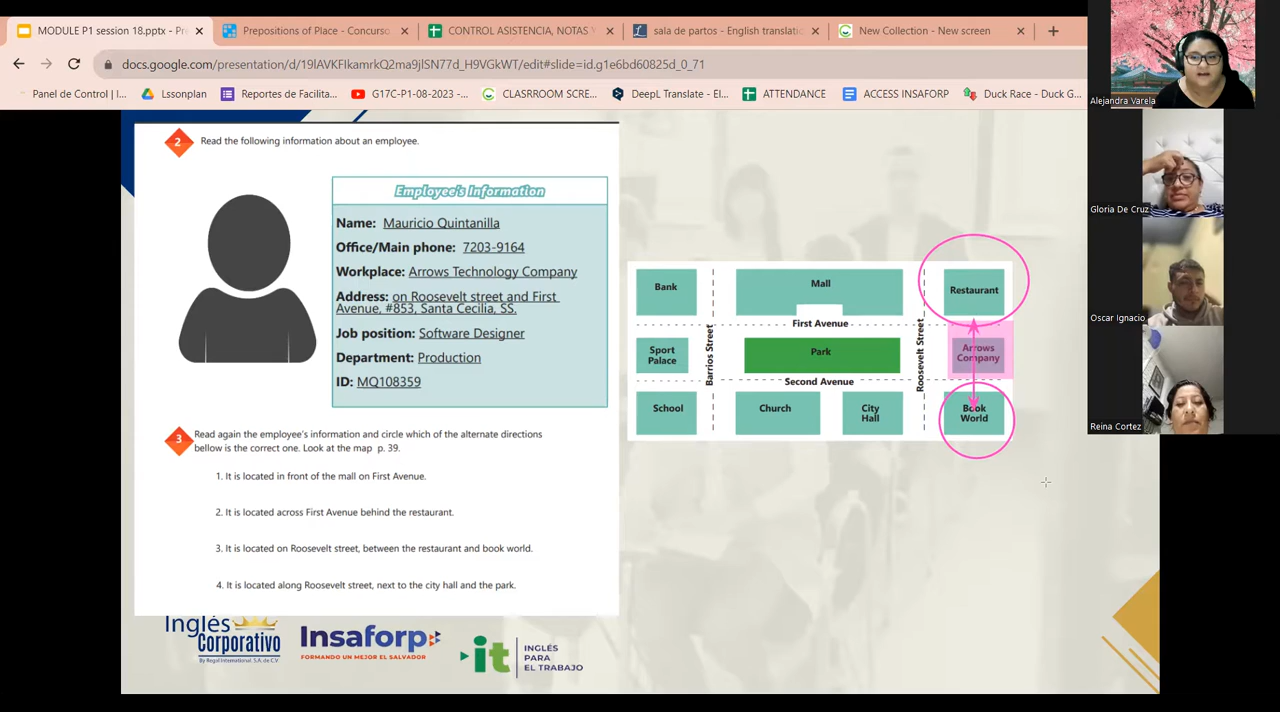 MODULE P1 session 18.pptx - Pre
Prepositions of Place - Concurso
CONTROL ASISTENCIA, NOTAS Y
sala de partos - English translatio
New Collection - New screen
docs.google.com/presentation/d/19lAVKFIkamrkQ2ma9jlSN77d_H9VGkWT/edit#slide=id.g1e6bd60825d_0_71
Panel de Control | I...
Lssonplan
Reportes de Facilita...
G17C-P1-D8-2023 -...
CLASSROOM SCRE...
DeepL Translate - El...
ATTENDANCE
ACCESS INSAFORP
Duck Race - Duck G...
Alejandra Varela
Gloria De Cruz
Oscar Ignacio
Reina Cortez
2
Read the following information about an employee.
Employee's Information
Name: Mauricio Quintanilla
Office/Main phone: 7203-9164
Workplace: Arrows Technology Company
Address: on Roosevelt street and First
Avenue, #853, Santa Cecilia, SS.
Job position: Software Designer
Department: Production
ID: MQ108359
3
Read again the employee's information and circle which of the alternate directions
bellow is the correct one. Look at the map p. 39.
1. It is located in front of the mall on First Avenue.
2. It is located across First Avenue behind the restaurant.
3. It is located on Roosevelt street, between the restaurant and book world.
4. It is located along Roosevelt street, next to the city hall and the park.
Bank
Mall
Restaurant
First Avenue
Sport
Palace
Barrios Street
Park
Roosevelt Street
Arrows
Company
Second Avenue
School
Church
City
Hall
Book
World
Inglés
Corporativo
By Regal International S.A. de C.V.
Insaforp
FORMANDO UN MEJOR EL SALVADOR
it
INGLÉS
PARA
EL TRABAJO